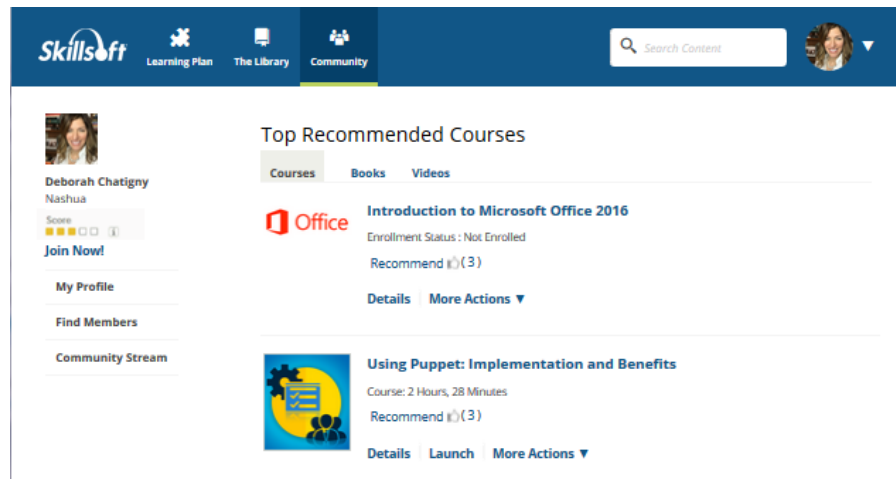 Skillsoft
Learning Plan
The Library
Community
Search Content
Deborah Chatigny
Nashua
Score
Join Now!
My Profile
Find Members
Community Stream
Top Recommended Courses
Courses Books Videos
Office
Introduction to Microsoft Office 2016
Enrollment Status : Not Enrolled
Recommend (3)
Details More Actions ▼
Using Puppet: Implementation and Benefits
Course: 2 Hours, 28 Minutes
Recommend (3)
Details Launch More Actions ▼